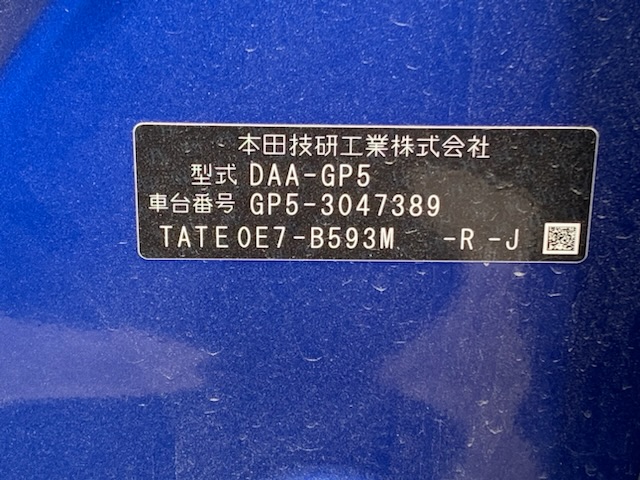 本田技研工業株式会社
型式 DAA-GP5
車台番号 GP5-3047389
TATE0E7-B593M -R -J